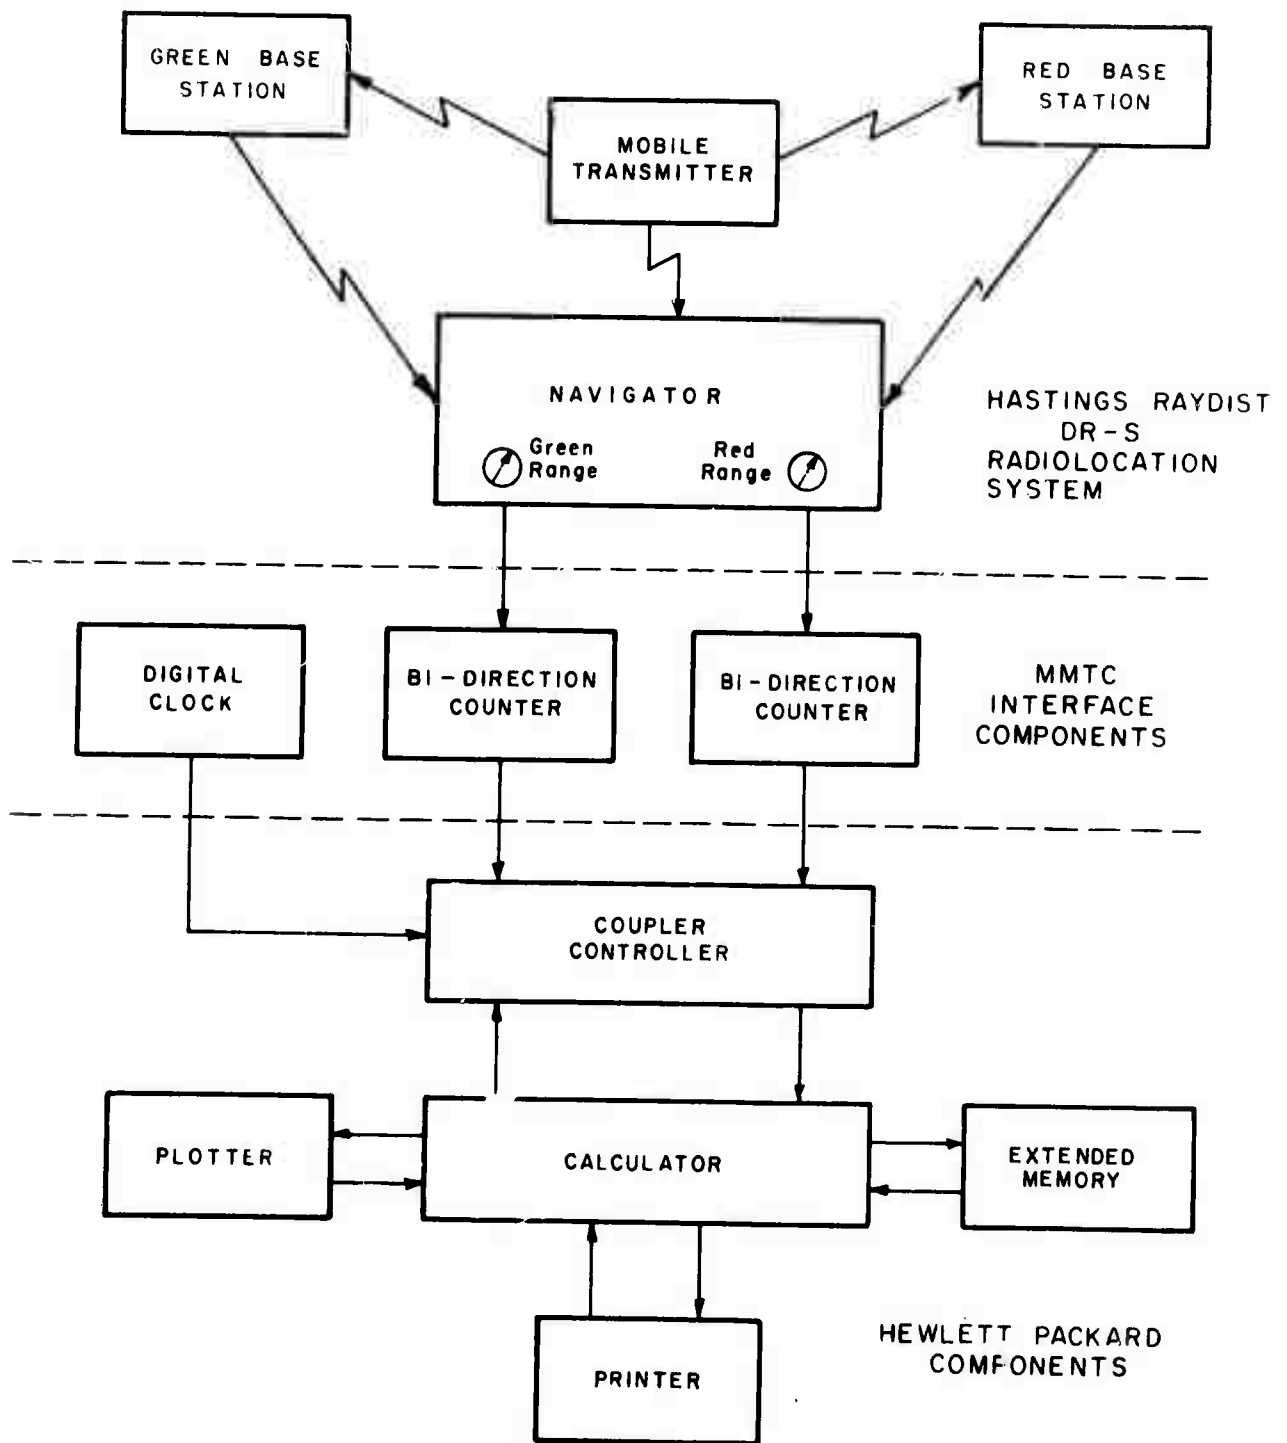 GREEN BASE
STATION
RED BASE
STATION
MOBILE
TRANSMITTER
NAVIGATOR
Green
Range
Red
Range
HASTINGS RAYDIST
DR-S
RADIOLOCATION
SYSTEM
DIGITAL
CLOCK
BI-DIRECTION
COUNTER
BI-DIRECTION
COUNTER
MMTC
INTERFACE
COMPONENTS
COUPLER
CONTROLLER
PLOTTER
CALCULATOR
EXTENDED
MEMORY
PRINTER
HEWLETT PACKARD
COMPONENTS